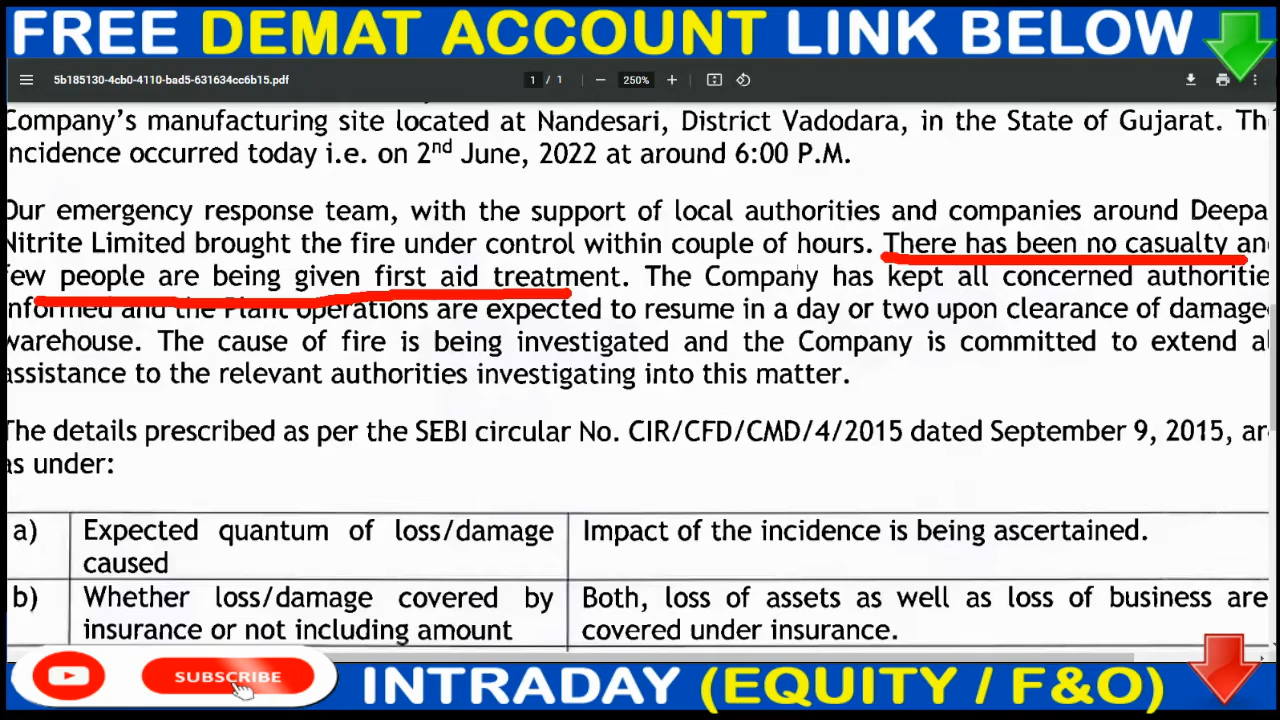 FREE DEMAT ACCOUNT LINK BELOW
5b185130-4cb0-4110-bad5-631634cc6b15.pdf
1 / 1
250%
Company's manufacturing site located at Nandesari, District Vadodara, in the State of Gujarat. Th
incidence occurred today i.e. on 2nd June, 2022 at around 6:00 P.M.
Our emergency response team, with the support of local authorities and companies around Deepa
Nitrite Limited brought the fire under control within couple of hours. There has been no casualty an
few people are being given first aid treatment. The Company has kept all concerned authoritie
informed and the Plant operations are expected to resume in a day or two upon clearance of damage
warehouse. The cause of fire is being investigated and the Company is committed to extend al
assistance to the relevant authorities investigating into this matter.
The details prescribed as per the SEBI circular No. CIR/CFD/CMD/4/2015 dated September 9, 2015, ar
as under:
a) Expected quantum of loss/damage Impact of the incidence is being ascertained.
caused
b) Whether loss/damage covered by Both, loss of assets as well as loss of business are
insurance or not including amount covered under insurance.
SUBSCRIBE
INTRADAY (EQUITY / F&O)